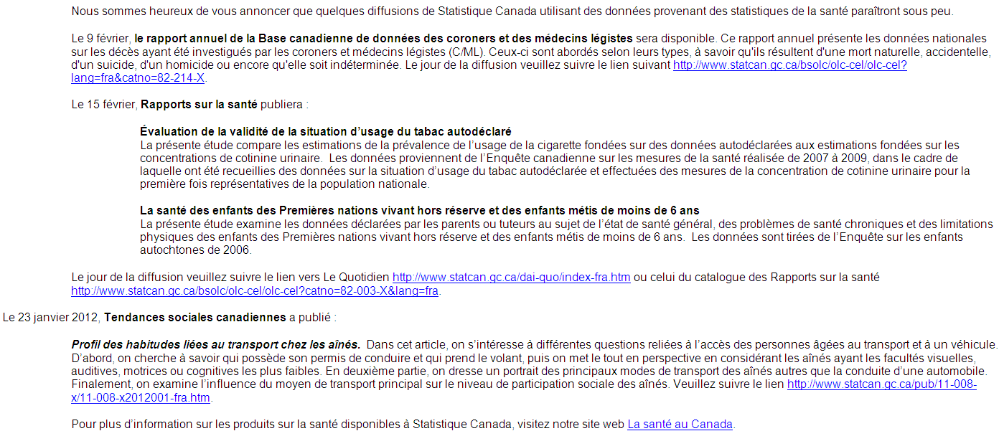 Nous sommes heureux de vous annoncer que quelques diffusions de Statistique Canada utilisant des données provenant des statistiques de la santé paraîtront sous peu.
Le 9 février, le rapport annuel de la Base canadienne de données des coroners et des médecins légistes sera disponible. Ce rapport annuel présente les données nationales
sur les décès ayant été investigués par les coroners et médecins légistes (C/ML). Ceux-ci sont abordés selon leurs types, à savoir qu'ils résultent d'une mort naturelle, accidentelle,
d'un suicide, d'un homicide ou encore qu'elle soit indéterminée. Le jour de la diffusion veuillez suivre le lien suivant http://www.statcan.gc.ca/bsolc/olc-cel/olc-cel?
lang=fra&catno=82-214-X.
Le 15 février, Rapports sur la santé publiera :
Évaluation de la validité de la situation d’usage du tabac autodéclaré
La présente étude compare les estimations de la prévalence de l’usage de la cigarette fondées sur des données autodéclarées aux estimations fondées sur les
concentrations de cotinine urinaire.  Les données proviennent de l’Enquête canadienne sur les mesures de la santé réalisée de 2007 à 2009, dans le cadre de
laquelle ont été recueillies des données sur la situation d’usage du tabac autodéclarée et effectuées des mesures de la concentration de cotinine urinaire pour la
première fois représentatives de la population nationale.
La santé des enfants des Premières nations vivant hors réserve et des enfants métis de moins de 6 ans
La présente étude examine les données déclarées par les parents ou tuteurs au sujet de l’état de santé général, des problèmes de santé chroniques et des limitations
physiques des enfants des Premières nations vivant hors réserve et des enfants métis de moins de 6 ans.  Les données sont tirées de l’Enquête sur les enfants
autochtones de 2006.
Le jour de la diffusion veuillez suivre le lien vers Le Quotidien http://www.statcan.gc.ca/dai-quo/index-fra.htm ou celui du catalogue des Rapports sur la santé
http://www.statcan.gc.ca/bsolc/olc-cel/olc-cel?catno=82-003-X&lang=fra.
Le 23 janvier 2012, Tendances sociales canadiennes a publié :
Profil des habitudes liées au transport chez les aînés.  Dans cet article, on s’intéresse à différentes questions reliées à l’accès des personnes âgées au transport et à un véhicule.
D’abord, on cherche à savoir qui possède son permis de conduire et qui prend le volant, puis on met le tout en perspective en considérant les aînés ayant les facultés visuelles,
auditives, motrices ou cognitives les plus faibles. En deuxième partie, on dresse un portrait des principaux modes de transport des aînés autres que la conduite d’une automobile.
Finalement, on examine l’influence du moyen de transport principal sur le niveau de participation sociale des aînés. Veuillez suivre le lien http://www.statcan.gc.ca/pub/11-008-
x/11-008-x2012001-fra.htm.
Pour plus d’information sur les produits sur la santé disponibles à Statistique Canada, visitez notre site web La santé au Canada.